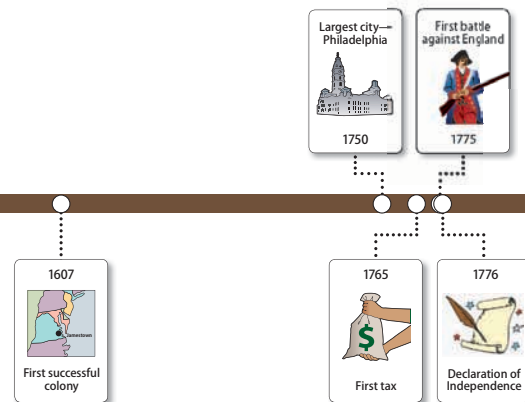 Largest city—
Philadelphia
1750
First battle
against England
1775
1607
Jamestown
First successful
colony
1765
$
First tax
1776
Declaration of
Independence